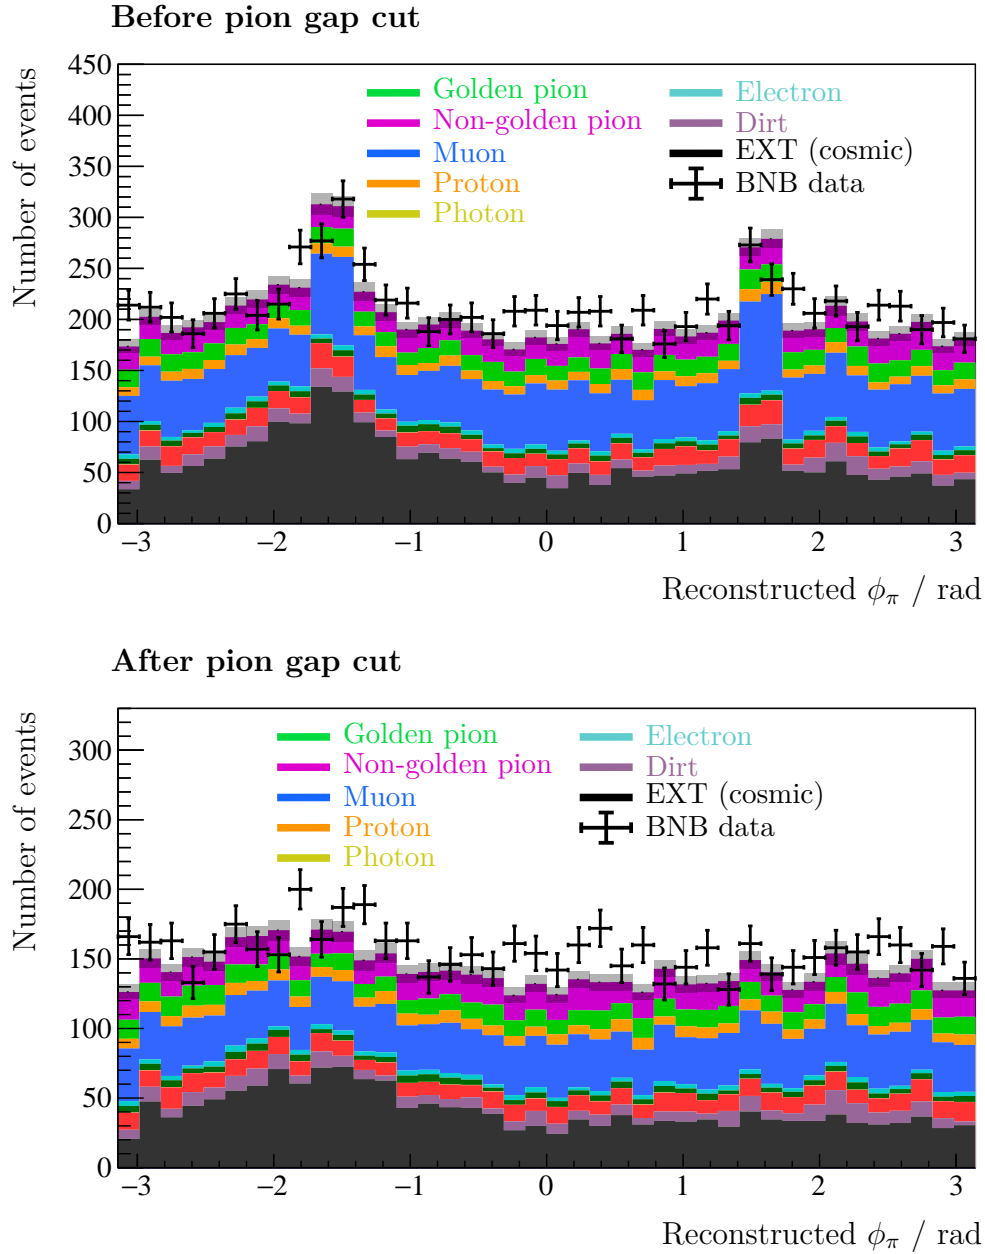 Before pion gap cut
Number of events
450
400
350
300
250
200
150
100
50
0
Golden pion
Non-golden pion
Muon
Proton
Photon
Electron
Dirt
EXT (cosmic)
BNB data
−3 −2 −1 0 1 2 3
Reconstructed ϕπ / rad
After pion gap cut
Number of events
300
250
200
150
100
50
0
Golden pion
Non-golden pion
Muon
Proton
Photon
Electron
Dirt
EXT (cosmic)
BNB data
−3 −2 −1 0 1 2 3
Reconstructed ϕπ / rad